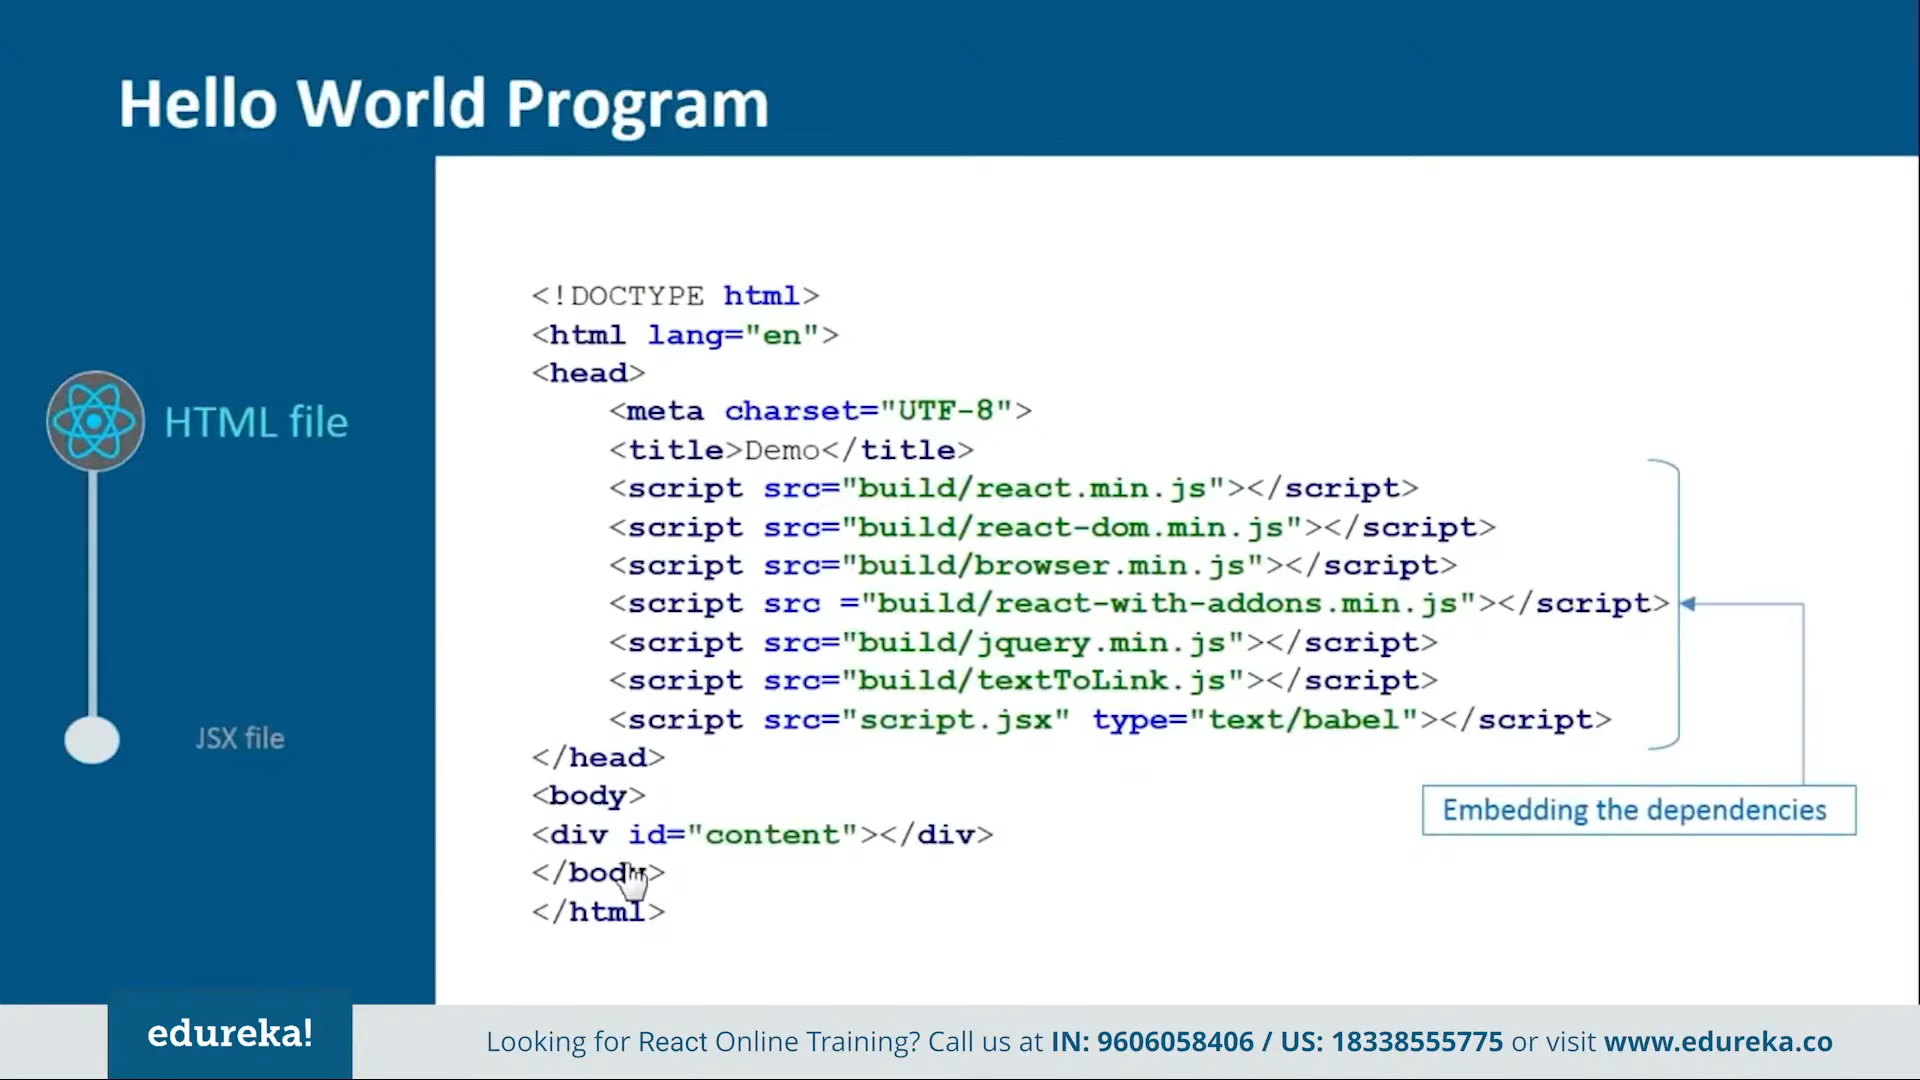 Hello World Program
HTML file
JSX file
<!DOCTYPE html>
<html lang="en">
<head>
<meta charset="UTF-8">
<title>Demo</title>
<script src="build/react.min.js"></script>
<script src="build/react-dom.min.js"></script>
<script src="build/browser.min.js"></script>
<script src ="build/react-with-addons.min.js"></script>
<script src="build/jquery.min.js"></script>
<script src="build/textToLink.js"></script>
<script src="script.jsx" type="text/babel"></script>
</head>
<body>
<div id="content"></div>
</body>
</html>
Embedding the dependencies
edureka!
Looking for React Online Training? Call us at IN: 9606058406 / US: 18338555775 or visit www.edureka.co